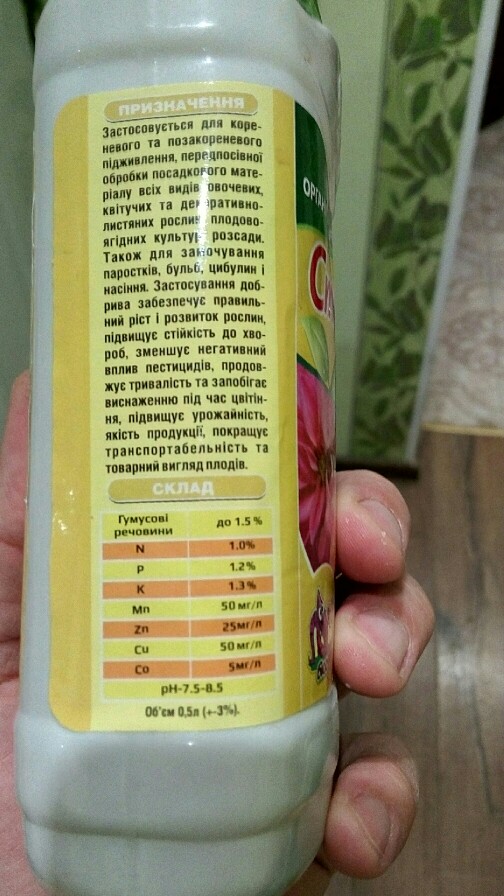 ПРИЗНАЧЕННЯ
Застосовується для коре-
невого та позакореневого
підживлення, передпосівної
обробки посадкового мате-
ріалу всіх видів овочевих,
квітучих та декоративно-
листяних рослин, плодово-
ягідних культур, розсади.
Також для замочування
паростків, бульб, цибулин і
насіння. Застосування доб-
рива забезпечує правиль-
ний ріст і розвиток рослин,
підвищує стійкість до хво-
роб, зменшує негативний
вплив пестицидів, продов-
жує тривалість та запобігає
виснаженню під час цвітін-
ня, підвищує урожайність,
якість продукції, покращує
транспортабельність та
товарний вигляд плодів.
СКЛАД
Гумусові речовини до 1.5 %
N 1.0%
P 1.2%
K 1.3%
Mn 50 мг/л
Zn 25мг/л
Cu 50 мг/л
Co 5мг/л
pH-7.5-8.5
Об'єм 0,5л (+-3%).